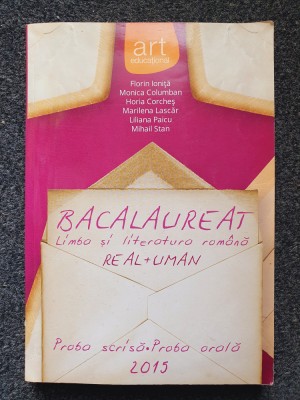 art
educational
Florin Ioniță
Monica Columban
Horia Corcheș
Marilena Lascăr
Liliana Paicu
Mihail Stan
BACALAUREAT
Limba și literatura română
REAL+UMAN
Proba scrisă•Proba orală
2015